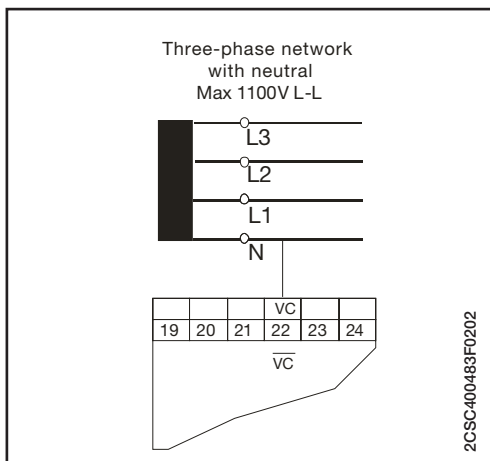 Three-phase network
with neutral
Max 1100V L-L
L3
L2
L1
N
VC
19 20 21 22 23 24
VC
2CSC400483F0202